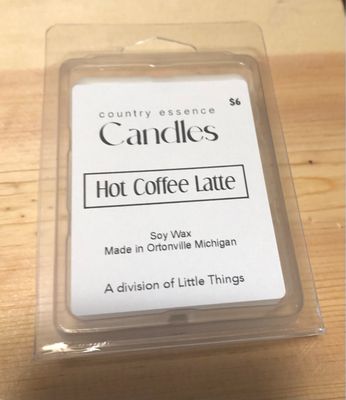 $6
country essence
Candles
Hot Coffee Latte
Soy Wax
Made in Ortonville Michigan
A division of Little Things